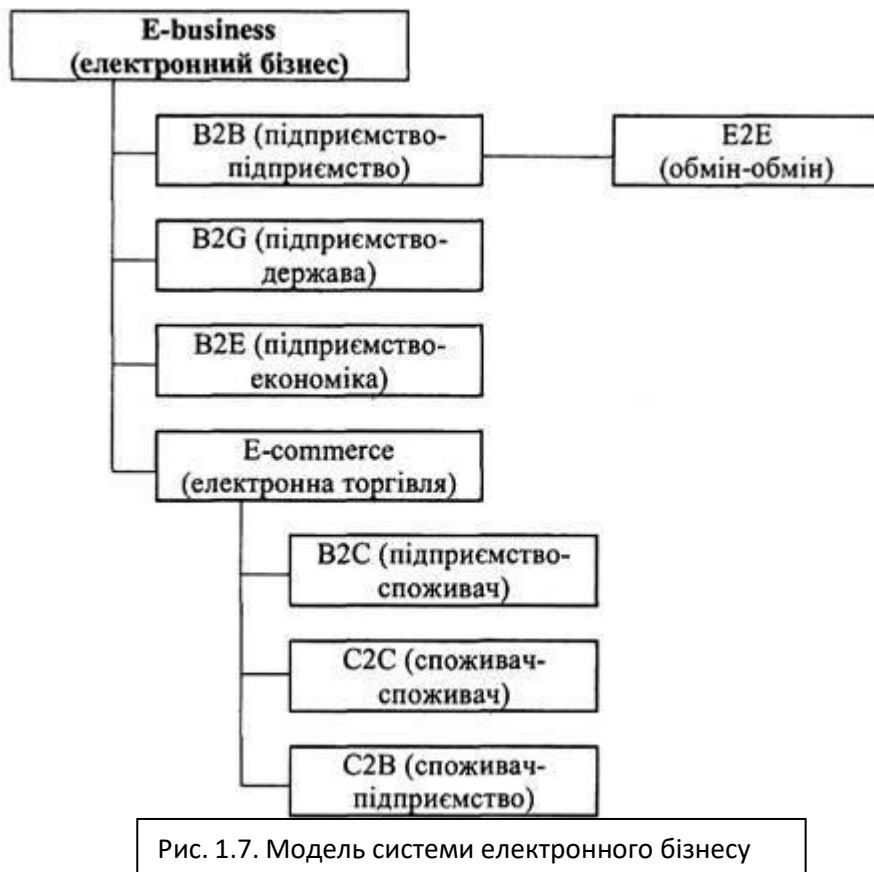 E-business
(електронний бізнес)
B2B (підприємство-
підприємство)
E2E
(обмін-обмін)
B2G (підприємство-
держава)
B2E (підприємство-
економіка)
E-commerce
(електронна торгівля)
B2C (підприємство-
споживач)
C2C (споживач-
споживач)
C2B (споживач-
підприємство)
Рис. 1.7. Модель системи електронного бізнесу